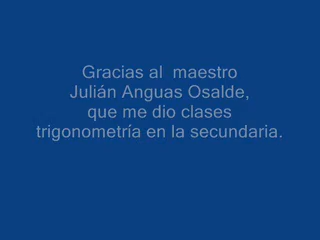 Gracias al  maestro
Julián Anguas Osalde,
que me dio clases
trigonometría en la secundaria.